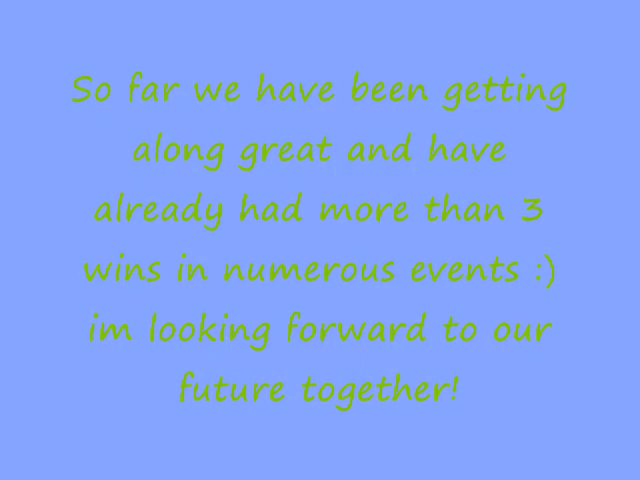 So far we have been getting
along great and have
already had more than 3
wins in numerous events :)
im looking forward to our
future together!